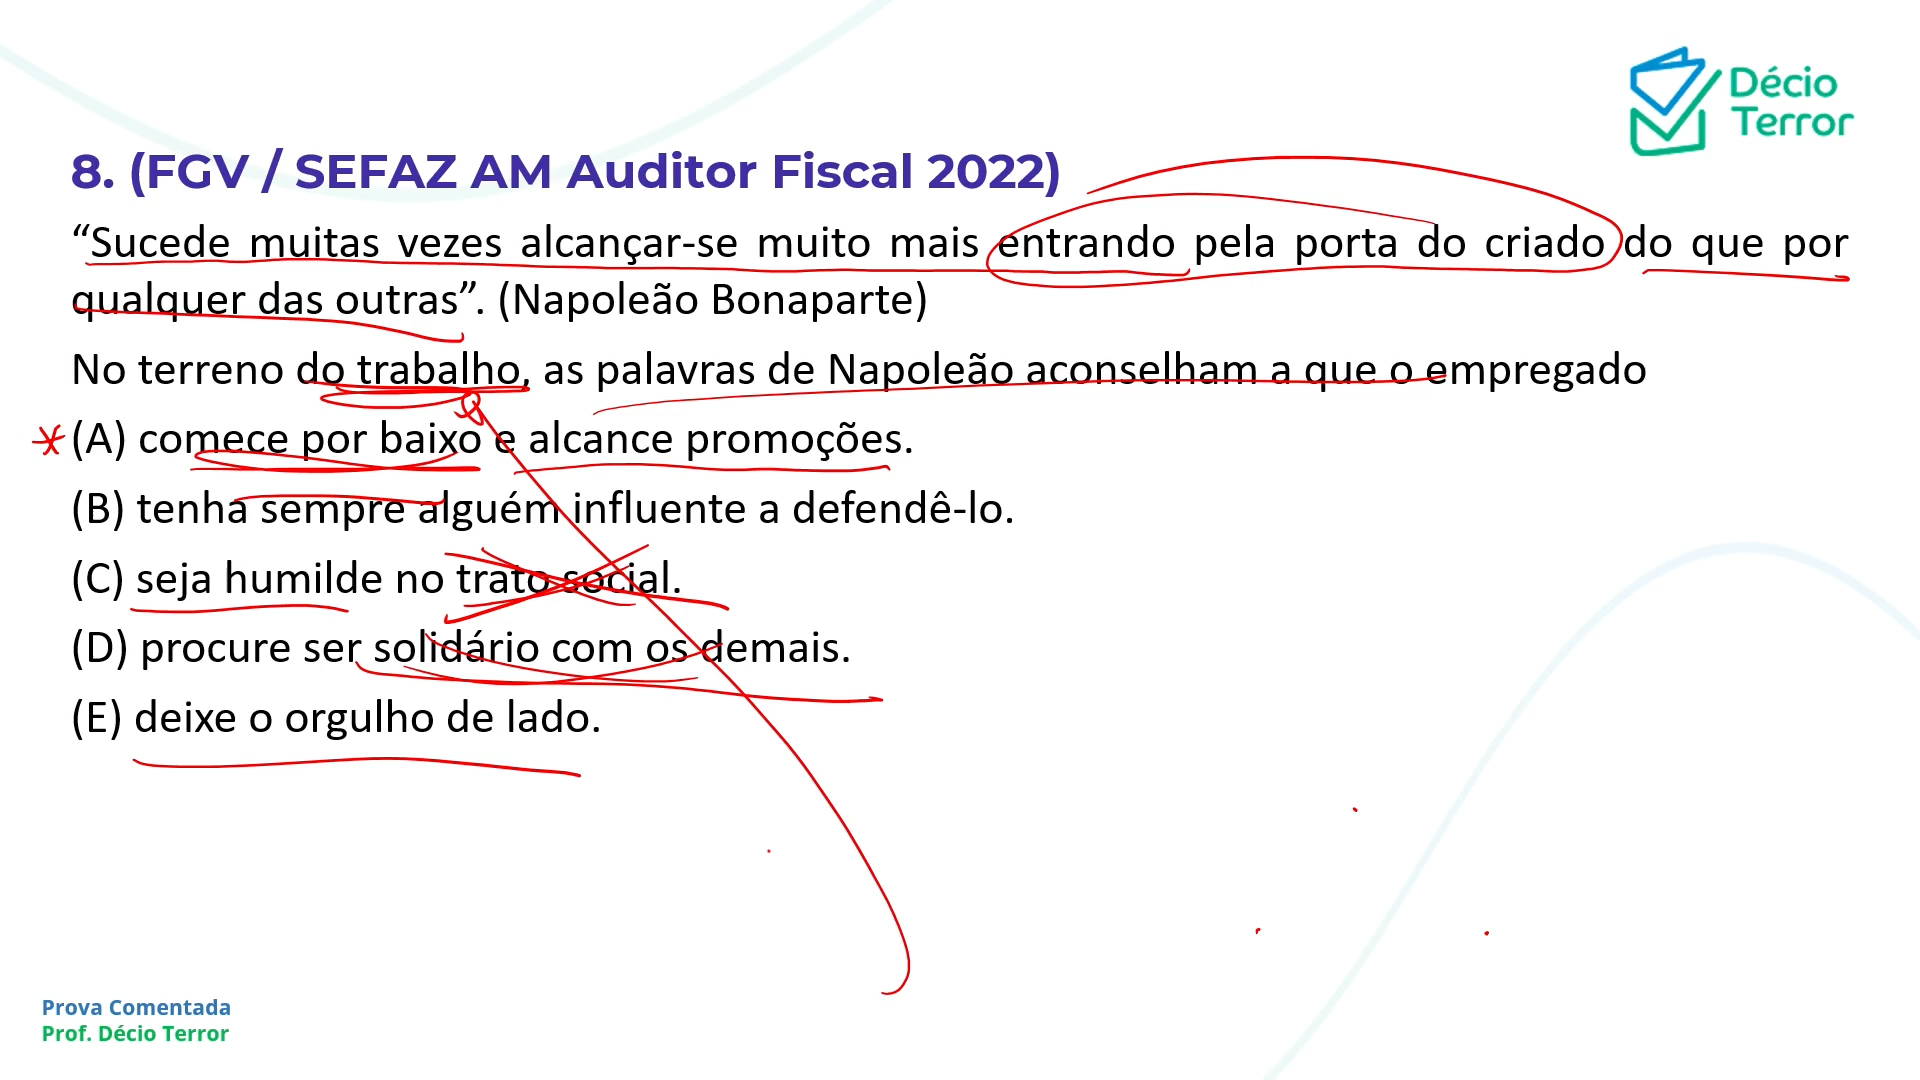 Décio
Terror
8. (FGV / SEFAZ AM Auditor Fiscal 2022)
“Sucede muitas vezes alcançar-se muito mais entrando pela porta do criado do que por
qualquer das outras”. (Napoleão Bonaparte)
No terreno do trabalho, as palavras de Napoleão aconselham a que o empregado
(A) comece por baixo e alcance promoções.
(B) tenha sempre alguém influente a defendê-lo.
(C) seja humilde no trato social.
(D) procure ser solidário com os demais.
(E) deixe o orgulho de lado.
Prova Comentada
Prof. Décio Terror